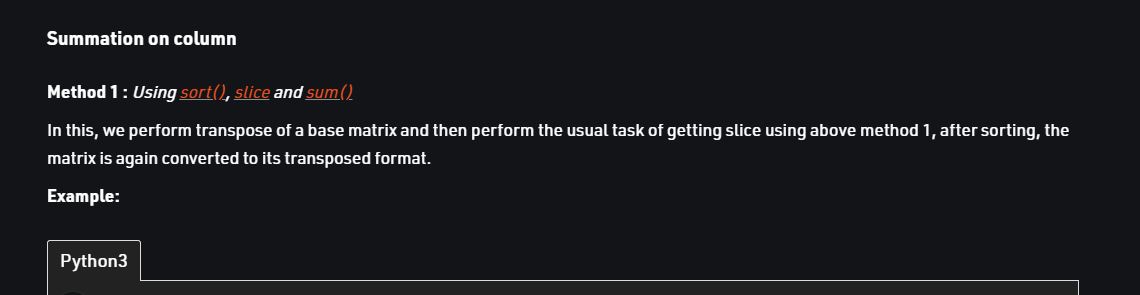 Summation on column
Method 1 : Using sort(), slice and sum()
In this, we perform transpose of a base matrix and then perform the usual task of getting slice using above method 1, after sorting, the
matrix is again converted to its transposed format.
Example:
Python3